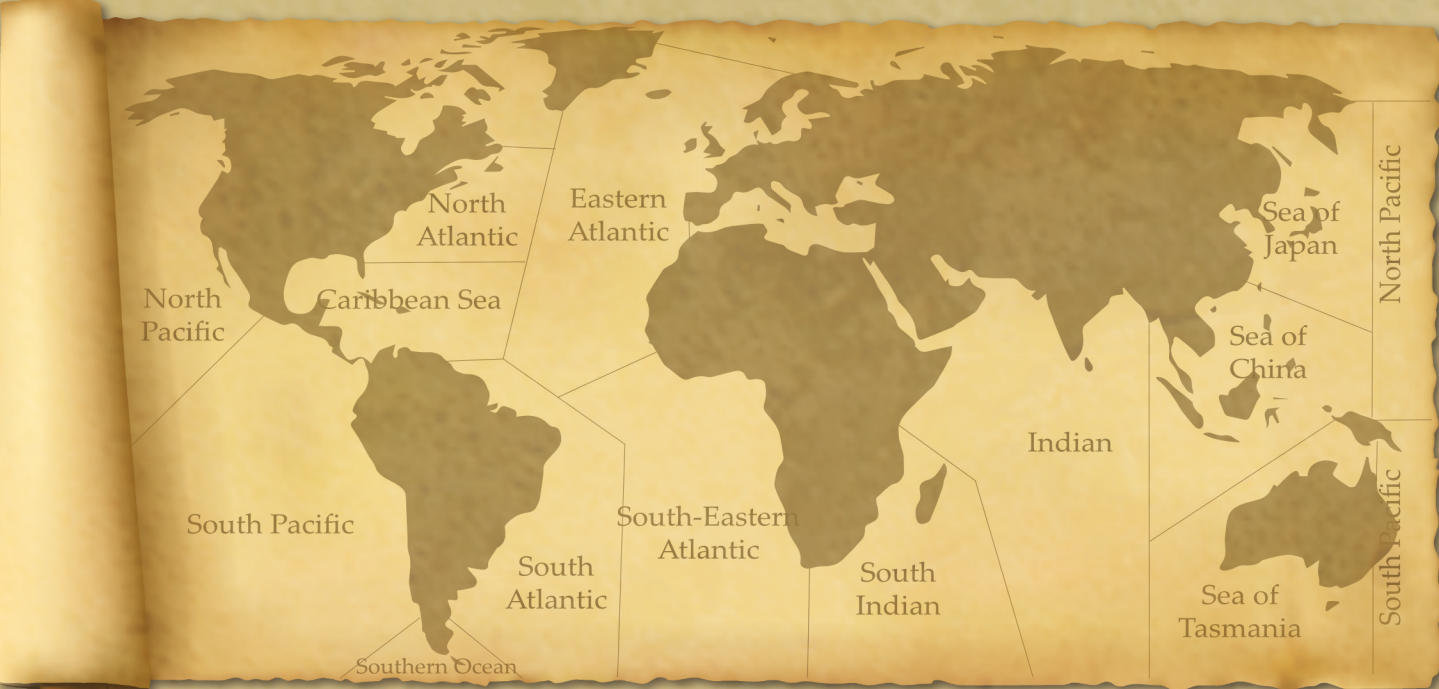 North
Atlantic
Eastern
Atlantic
North Pacific
Sea of
Japan
North
Pacific
Caribbean Sea
Sea of
China
Indian
South Pacific
South-Eastern
Atlantic
South
Atlantic
South
Indian
South Pacific
Sea of
Tasmania
Southern Ocean